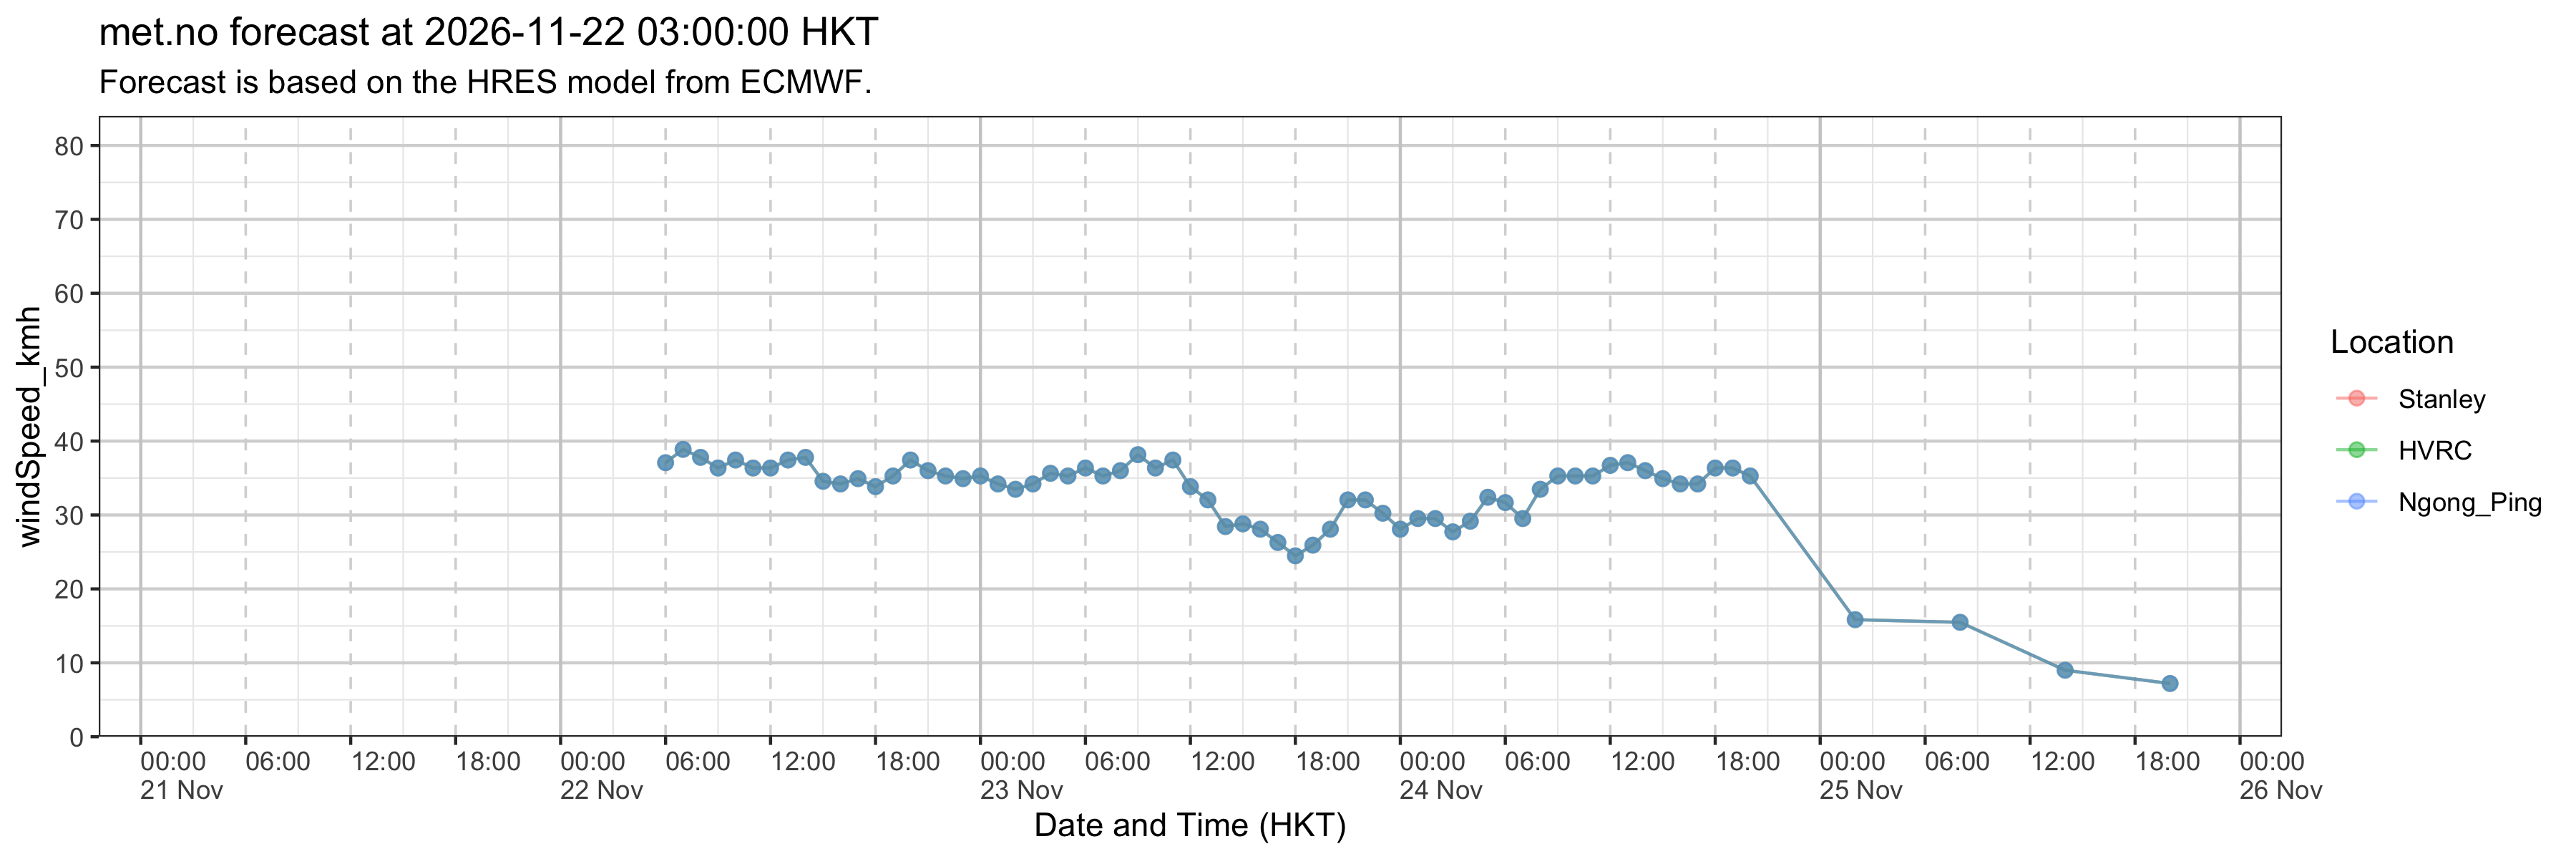 met.no forecast at 2026-11-22 03:00:00 HKT
Forecast is based on the HRES model from ECMWF.
windSpeed_kmh
80
70
60
50
40
30
20
10
0
00:00 06:00 12:00 18:00 00:00 06:00 12:00 18:00 00:00 06:00 12:00 18:00 00:00 06:00 12:00 18:00 00:00 06:00 12:00 18:00 00:00
21 Nov 22 Nov 23 Nov 24 Nov 25 Nov 26 Nov
Date and Time (HKT)
Location
Stanley
HVRC
Ngong_Ping